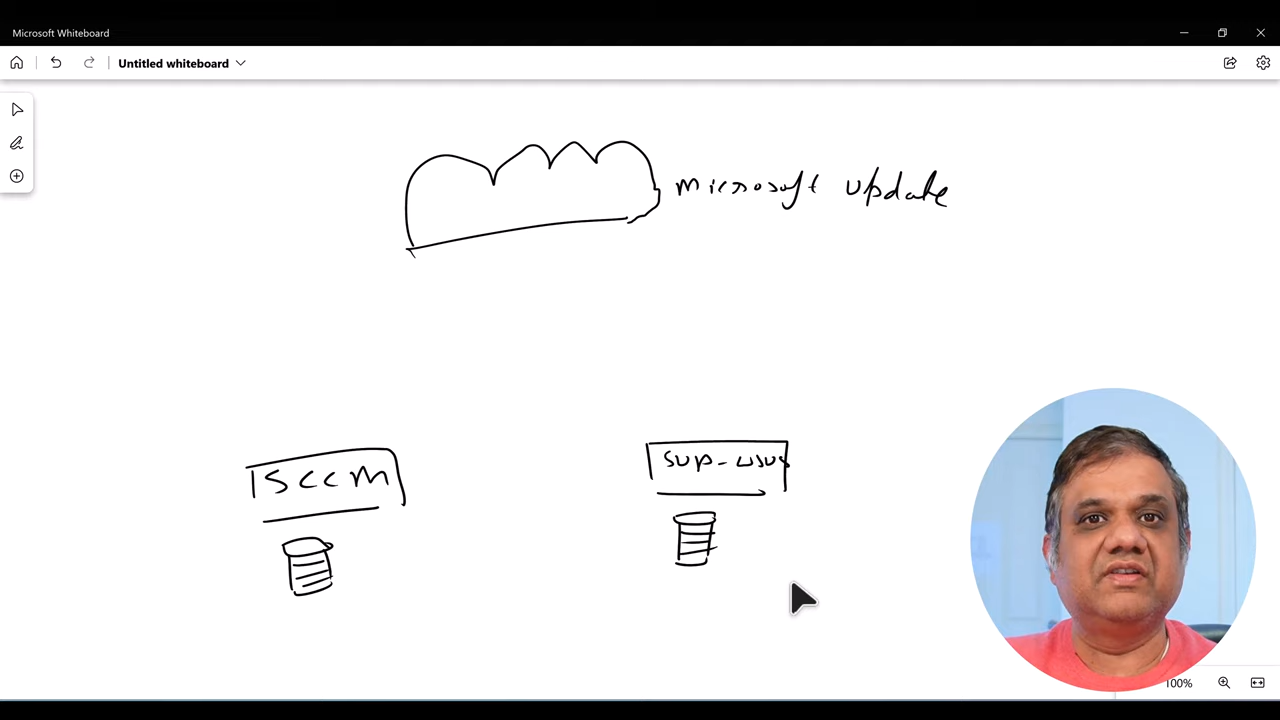 Microsoft Whiteboard
Untitled whiteboard
microsoft update
SCCM
SUP-WSUS
100%